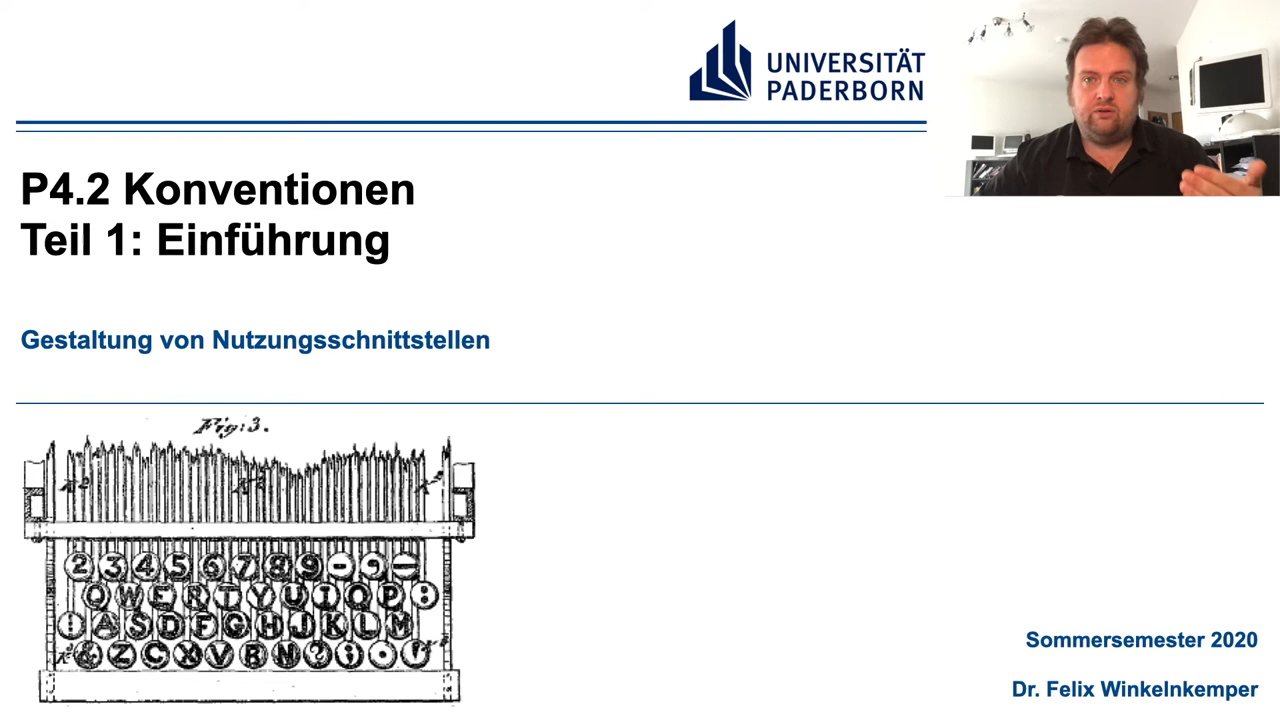 UNIVERSITÄT
PADERBORN
P4.2 Konventionen
Teil 1: Einführung
Gestaltung von Nutzungsschnittstellen
Fig: 3.
2 3 4 5 6 7 8 9 - , —
Q W E R T Y U I O P :
! A S D F G H J K L M
& Z C X V B N ? ; . !
Sommersemester 2020
Dr. Felix Winkelnkemper